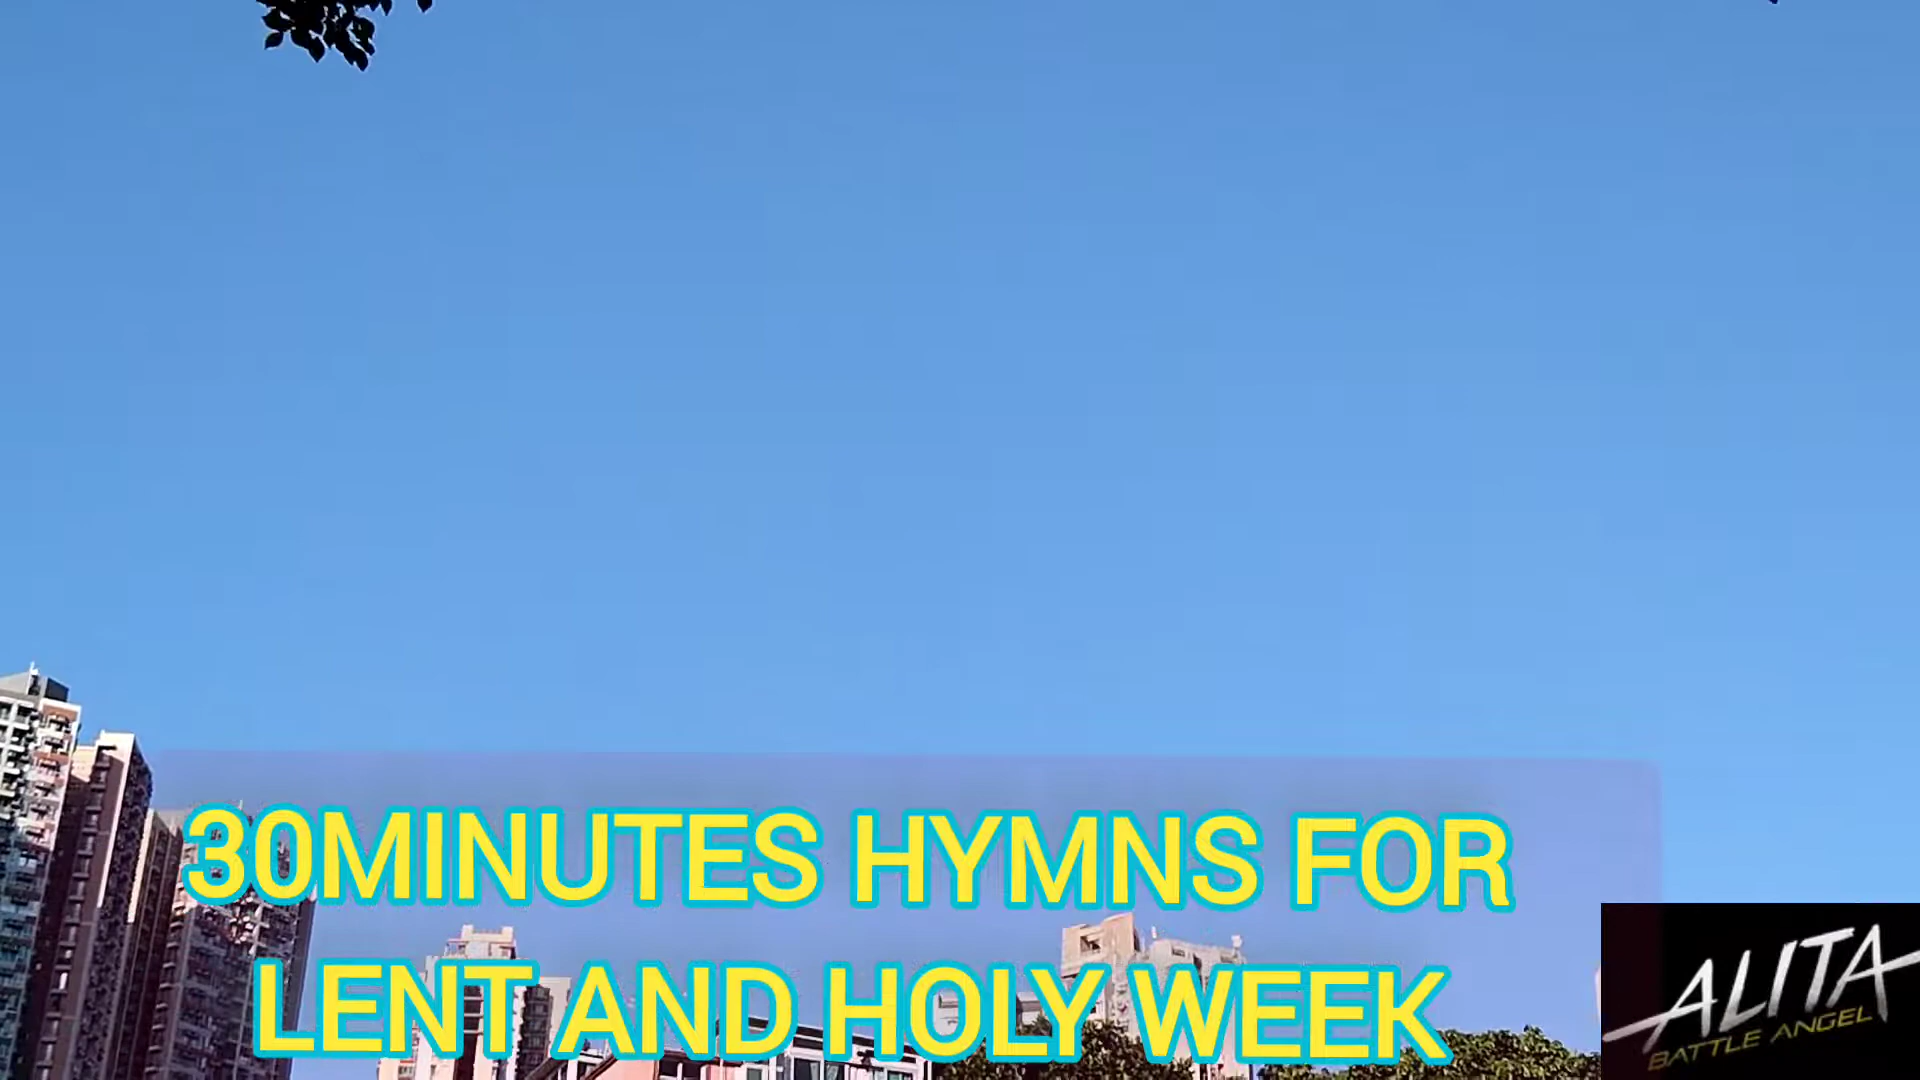 30MINUTES HYMNS FOR
LENT AND HOLY WEEK
ALITA
BATTLE ANGEL